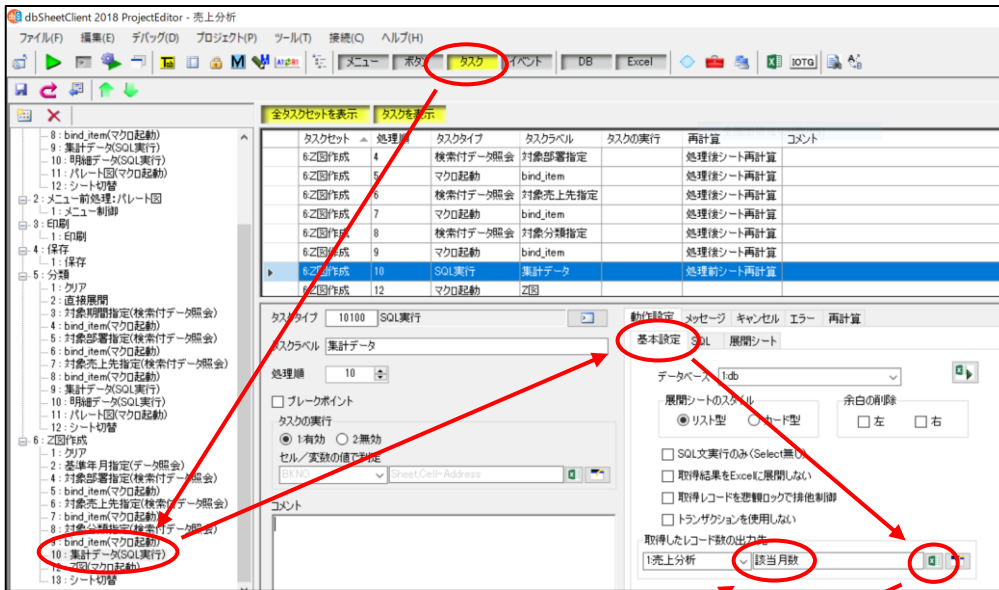 dbSheetClient 2018 ProjectEditor - 売上分析
ファイル(F) 編集(E) デバッグ(D) プロジェクト(P) ツール(T) 接続(C) ヘルプ(H)
メニュー ボタン タスク イベント DB Excel IOTG
全タスクセットを表示 タスクを表示
8 : bind_item(マクロ起動)
9 : 集計データ(SQL実行)
10 : 明細データ(SQL実行)
11 : パレート図(マクロ起動)
12 : シート切替
2 : メニュー前処理:パレート図
1 : メニュー制御
3 : 印刷
1 : 印刷
4 : 保存
1 : 保存
5 : 分類
1 : クリア
2 : 直接展開
3 : 対象期間指定(検索付データ照会)
4 : bind_item(マクロ起動)
5 : 対象部署指定(検索付データ照会)
6 : bind_item(マクロ起動)
7 : 対象売上先指定(検索付データ照会)
8 : bind_item(マクロ起動)
9 : 集計データ(SQL実行)
10 : 明細データ(SQL実行)
11 : パレート図(マクロ起動)
12 : シート切替
6 : Z図作成
1 : クリア
2 : 基準年月指定(データ照会)
4 : 対象部署指定(検索付データ照会)
5 : bind_item(マクロ起動)
6 : 対象売上先指定(検索付データ照会)
7 : bind_item(マクロ起動)
8 : 対象分類指定(検索付データ照会)
9 : bind_item(マクロ起動)
10 : 集計データ(SQL実行)
12 : Z図(マクロ起動)
13 : シート切替
タスクセット 処理順 タスクタイプ タスクラベル タスクの実行 再計算 コメント
6:Z図作成 4 検索付データ照会 対象部署指定 処理後シート再計算
6:Z図作成 5 マクロ起動 bind_item 処理後シート再計算
6:Z図作成 6 検索付データ照会 対象売上先指定 処理後シート再計算
6:Z図作成 7 マクロ起動 bind_item 処理後シート再計算
6:Z図作成 8 検索付データ照会 対象分類指定 処理後シート再計算
6:Z図作成 9 マクロ起動 bind_item 処理後シート再計算
6:Z図作成 10 SQL実行 集計データ 処理前シート再計算
6:Z図作成 12 マクロ起動 Z図
タスクタイプ 10100 SQL実行
タスクラベル 集計データ
処理順 10
ブレークポイント
タスクの実行
1:有効 2:無効
セル/変数の値で判定
BKNO Sheet.Cell-Address
コメント
動作設定 メッセージ キャンセル エラー 再計算
基本設定 SQL 展開シート
データベース 1:db
展開シートのスタイル 余白の削除
リスト型 カード型 左 右
SQL文実行のみ(Select無し)
取得結果をExcelに展開しない
取得レコードを悲観ロックで排他制御
トランザクションを使用しない
取得したレコード数の出力先
1:売上分析 該当月数